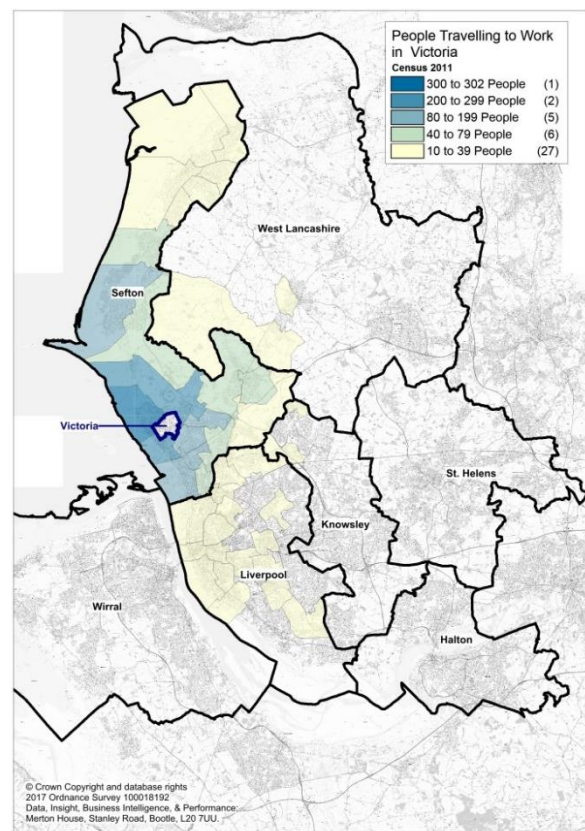 People Travelling to Work
in Victoria
Census 2011
300 to 302 People (1)
200 to 299 People (2)
80 to 199 People (5)
40 to 79 People (6)
10 to 39 People (27)
West Lancashire
Sefton
Victoria
St. Helens
Knowsley
Liverpool
Wirral
Halton
© Crown Copyright and database rights
2017 Ordnance Survey 100018192
Data, Insight, Business Intelligence, & Performance:
Merton House, Stanley Road, Bootle, L20 7UU.